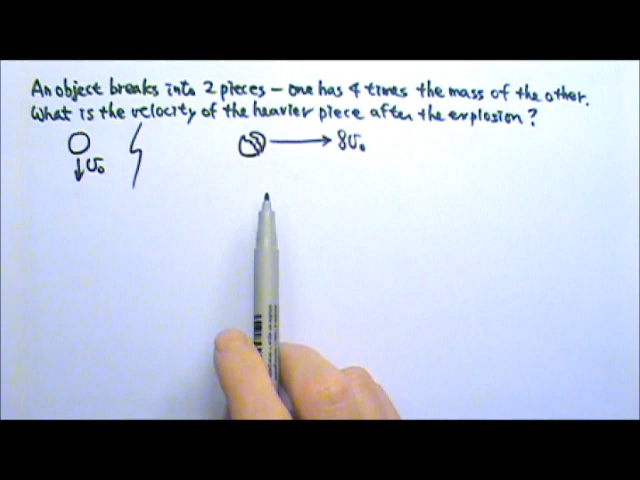 An object breaks into 2 pieces – one has 4 times the mass of the other.
What is the velocity of the heavier piece after the explosion?
v₀ 8v₀